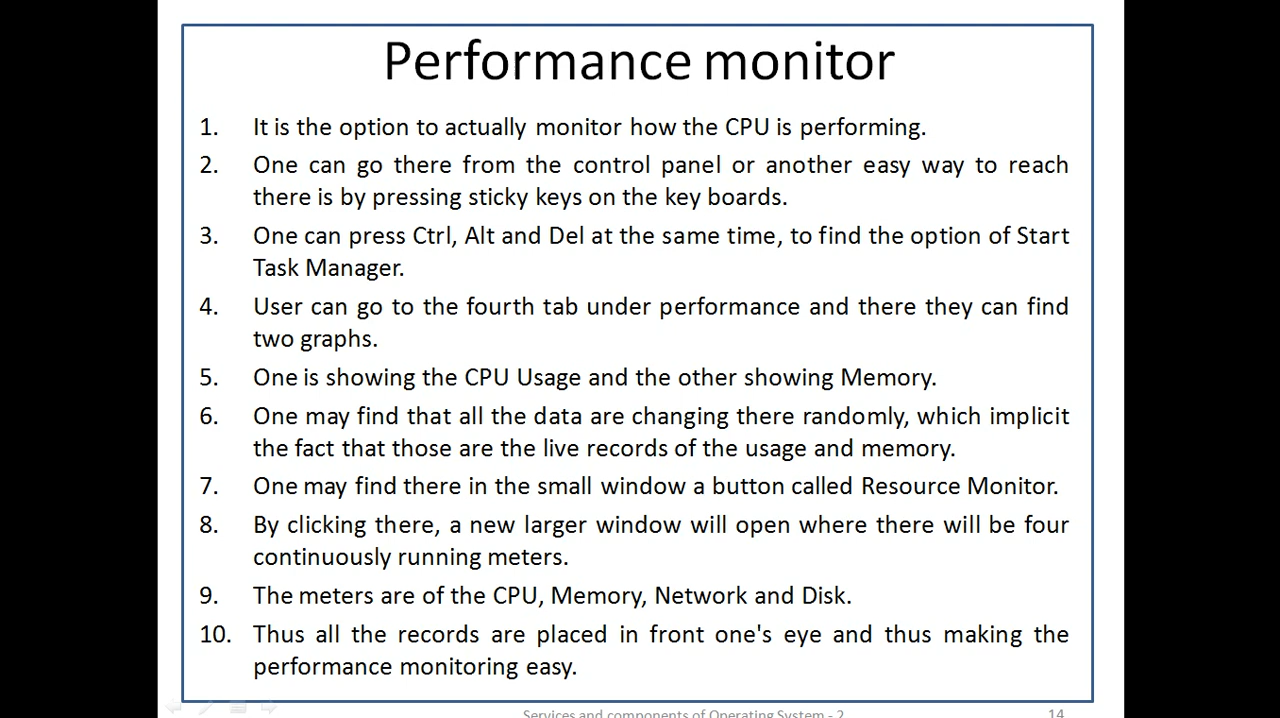 Performance monitor
1. It is the option to actually monitor how the CPU is performing.
2. One can go there from the control panel or another easy way to reach
there is by pressing sticky keys on the key boards.
3. One can press Ctrl, Alt and Del at the same time, to find the option of Start
Task Manager.
4. User can go to the fourth tab under performance and there they can find
two graphs.
5. One is showing the CPU Usage and the other showing Memory.
6. One may find that all the data are changing there randomly, which implicit
the fact that those are the live records of the usage and memory.
7. One may find there in the small window a button called Resource Monitor.
8. By clicking there, a new larger window will open where there will be four
continuously running meters.
9. The meters are of the CPU, Memory, Network and Disk.
10. Thus all the records are placed in front one's eye and thus making the
performance monitoring easy.
Services and components of Operating System - 2
14